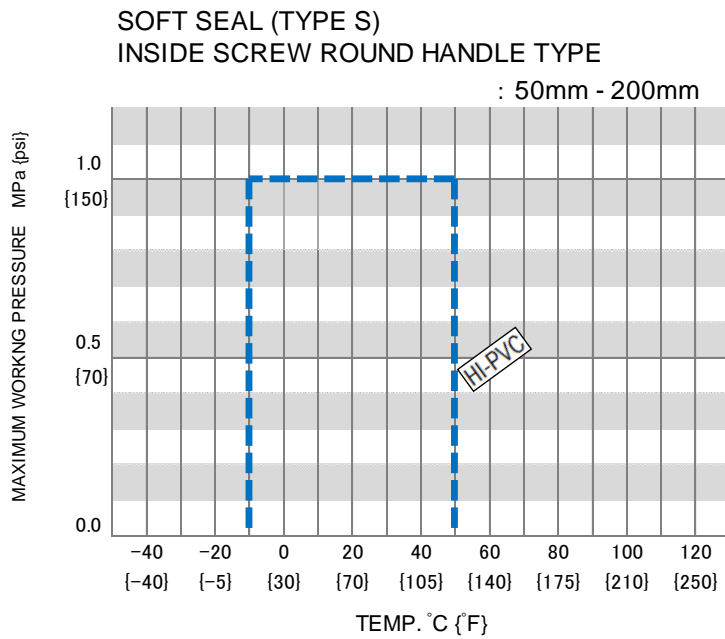 SOFT SEAL (TYPE S)
INSIDE SCREW ROUND HANDLE TYPE
: 50mm - 200mm
MAXIMUM WORKNG PRESSURE MPa {psi}
1.0
{150}
0.5
{70}
0.0
HI-PVC
-40 -20 0 20 40 60 80 100 120
{-40} {-5} {30} {70} {105} {140} {175} {210} {250}
TEMP. °C {°F}